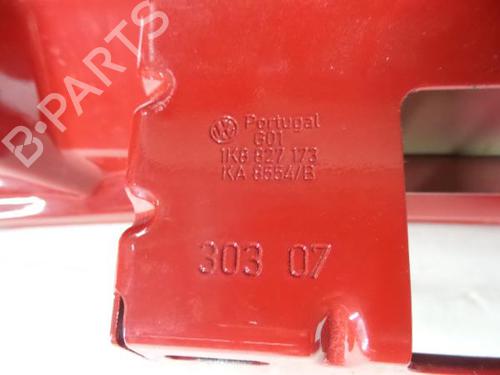 B-PARTS
Portugal
G01
1K8 827 173
KA 8554/B
303 07